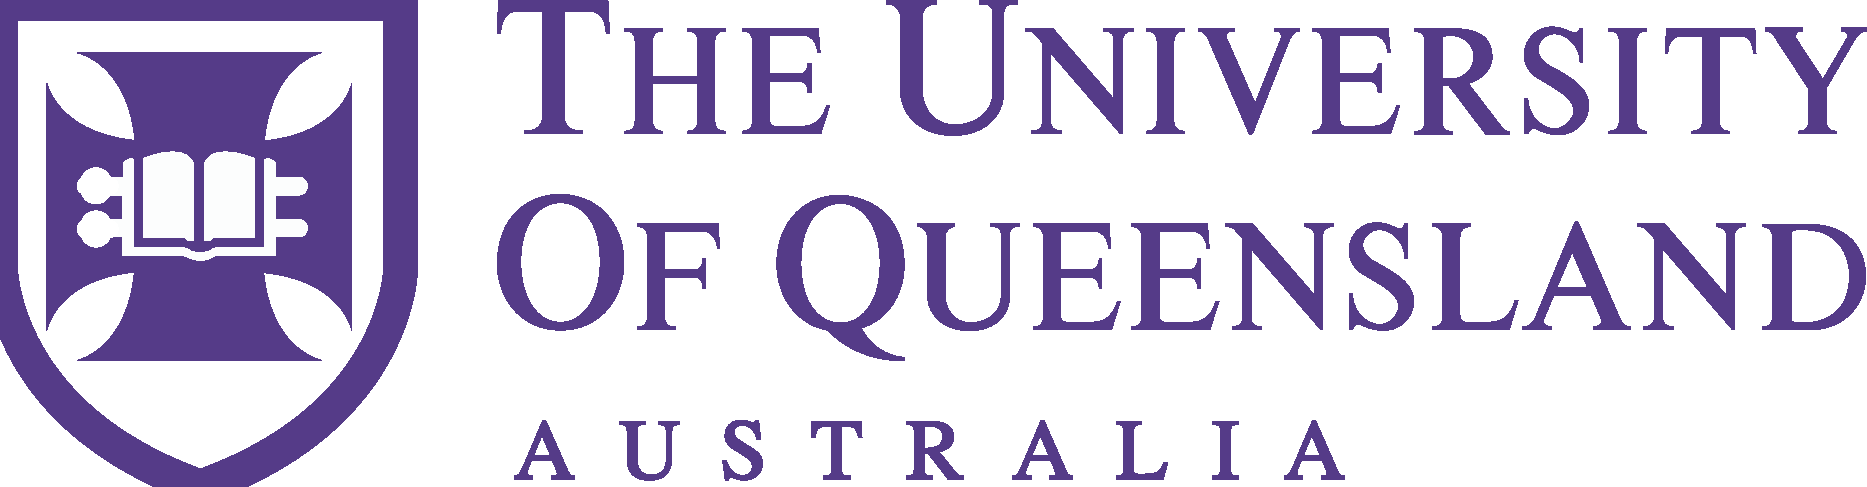 THE UNIVERSITY
OF QUEENSLAND
AUSTRALIA